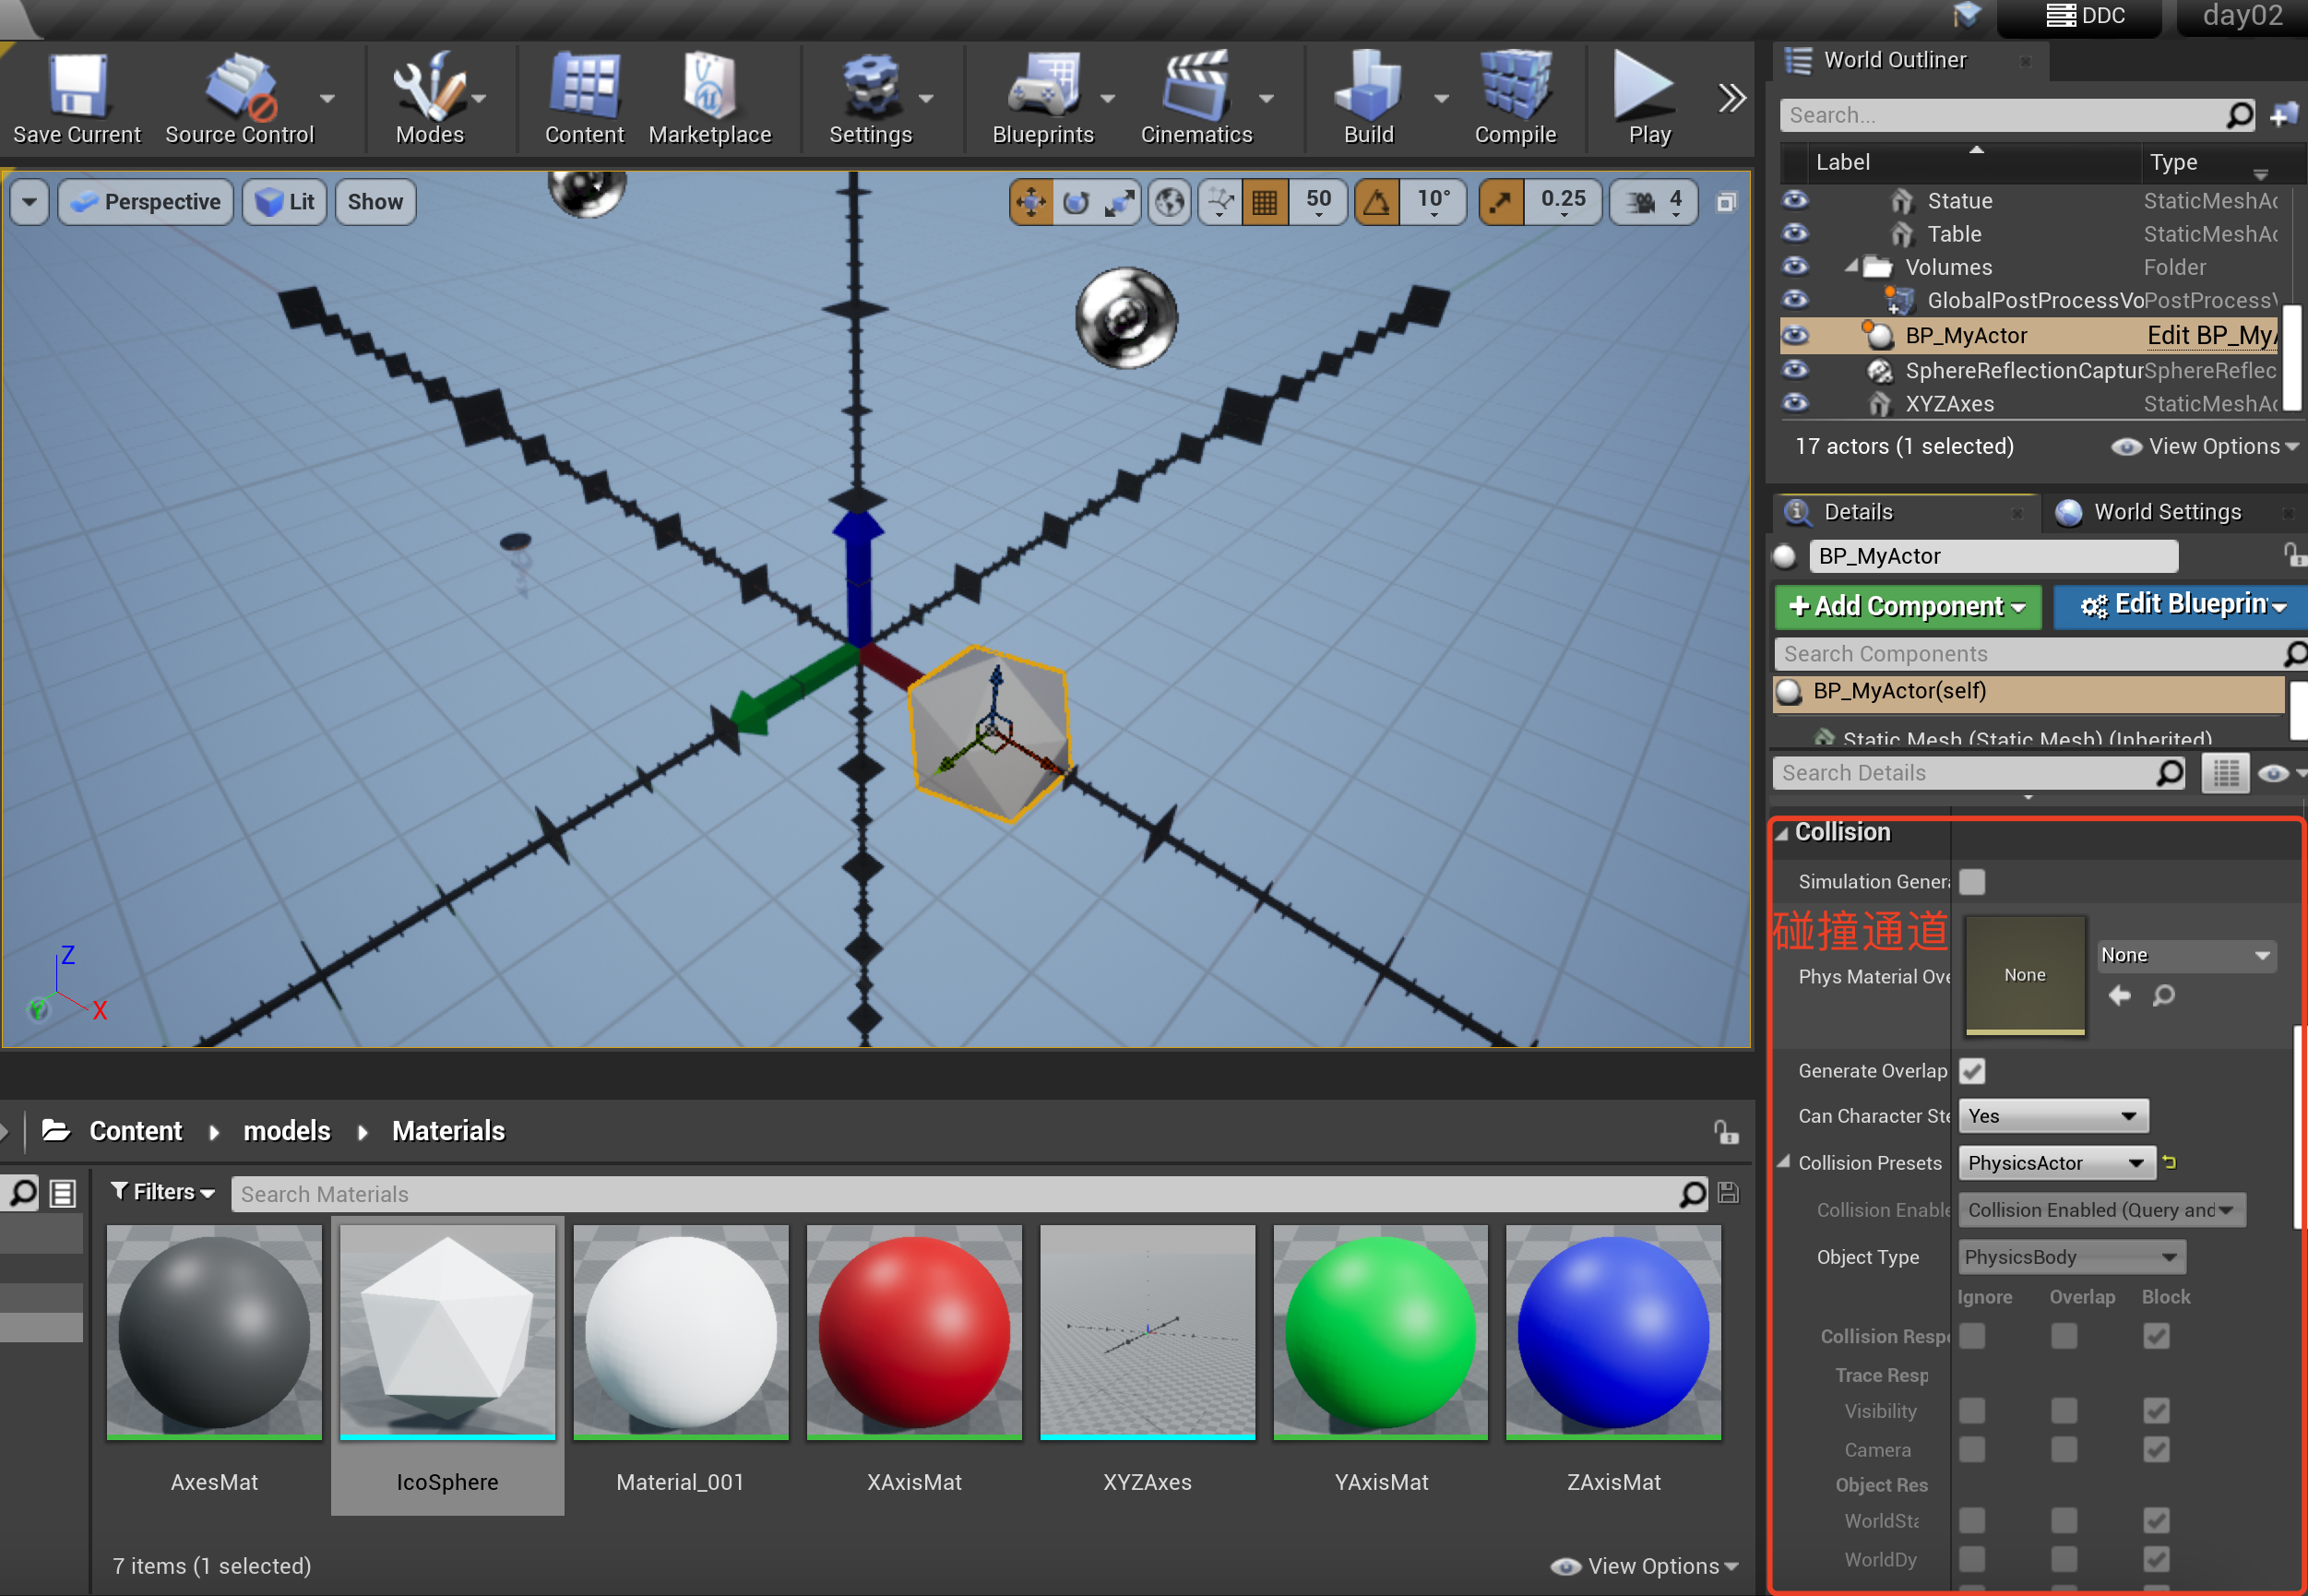 DDC
day02
Save Current
Source Control
Modes
Content
Marketplace
Settings
Blueprints
Cinematics
Build
Compile
Play
Perspective
Lit
Show
50
10°
0.25
4
Z
Y
X
World Outliner
Search...
Label
Type
Statue
StaticMeshAc
Table
StaticMeshAc
Volumes
Folder
GlobalPostProcessVo
PostProcessV
BP_MyActor
Edit BP_MyA
SphereReflectionCaptur
SphereReflec
XYZAxes
StaticMeshAc
17 actors (1 selected)
View Options
Details
World Settings
BP_MyActor
+Add Component
Edit Blueprin
Search Components
BP_MyActor(self)
Static Mesh (Static Mesh) (Inherited)
Search Details
Collision
Simulation Genera
碰撞通道
Phys Material Ove
None
None
Generate Overlap
Can Character Ste
Yes
Collision Presets
PhysicsActor
Collision Enable
Collision Enabled (Query and
Object Type
PhysicsBody
Ignore
Overlap
Block
Collision Respo
Trace Resp
Visibility
Camera
Object Res
WorldSta
WorldDy
Content
models
Materials
Filters
Search Materials
AxesMat
IcoSphere
Material_001
XAxisMat
XYZAxes
YAxisMat
ZAxisMat
7 items (1 selected)
View Options